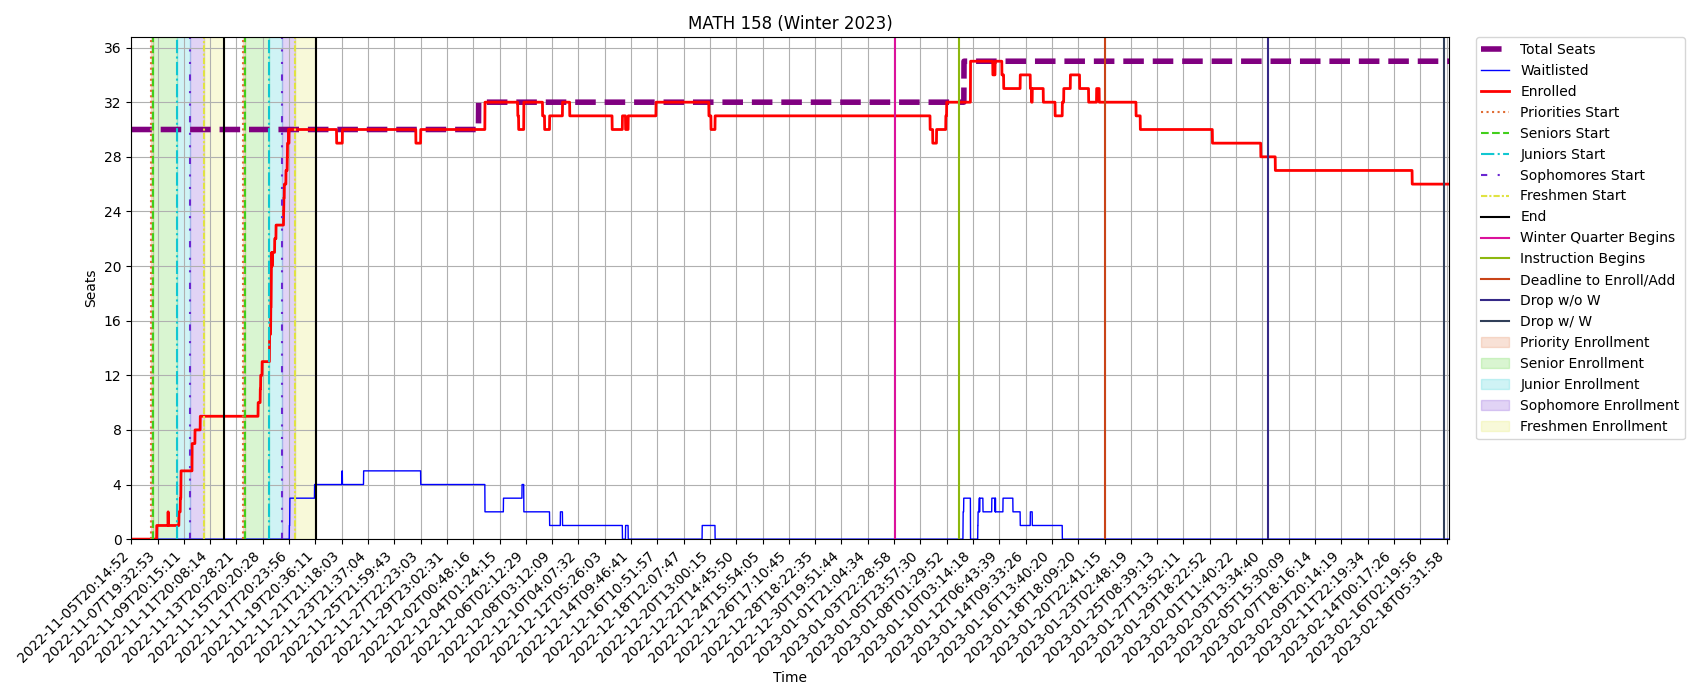 MATH 158 (Winter 2023)
Seats
36
32
28
24
20
16
12
8
4
0
2022-11-05T20:14:52
2022-11-07T19:32:53
2022-11-09T20:15:11
2022-11-11T20:08:14
2022-11-13T20:28:21
2022-11-15T20:20:28
2022-11-17T20:23:56
2022-11-19T20:36:11
2022-11-21T21:18:03
2022-11-23T21:37:04
2022-11-25T21:59:43
2022-11-27T22:23:03
2022-11-29T23:02:31
2022-12-02T00:48:16
2022-12-04T01:24:15
2022-12-06T02:12:29
2022-12-08T03:12:09
2022-12-10T04:07:32
2022-12-12T05:26:03
2022-12-14T09:46:41
2022-12-16T10:51:57
2022-12-18T12:07:47
2022-12-20T13:00:15
2022-12-22T14:45:50
2022-12-24T15:54:05
2022-12-26T17:10:45
2022-12-28T18:22:35
2022-12-30T19:51:44
2023-01-01T21:04:34
2023-01-03T22:28:58
2023-01-05T23:57:30
2023-01-08T01:29:52
2023-01-10T03:14:18
2023-01-12T06:43:39
2023-01-14T09:33:26
2023-01-16T13:40:20
2023-01-18T18:09:20
2023-01-20T22:41:15
2023-01-23T02:48:19
2023-01-25T08:39:13
2023-01-27T13:52:11
2023-01-29T18:22:52
2023-02-01T11:40:22
2023-02-03T13:34:40
2023-02-05T15:30:09
2023-02-07T18:16:14
2023-02-09T20:14:19
2023-02-11T22:19:34
2023-02-14T00:17:26
2023-02-16T02:19:56
2023-02-18T05:31:58
Time
Total Seats
Waitlisted
Enrolled
Priorities Start
Seniors Start
Juniors Start
Sophomores Start
Freshmen Start
End
Winter Quarter Begins
Instruction Begins
Deadline to Enroll/Add
Drop w/o W
Drop w/ W
Priority Enrollment
Senior Enrollment
Junior Enrollment
Sophomore Enrollment
Freshmen Enrollment